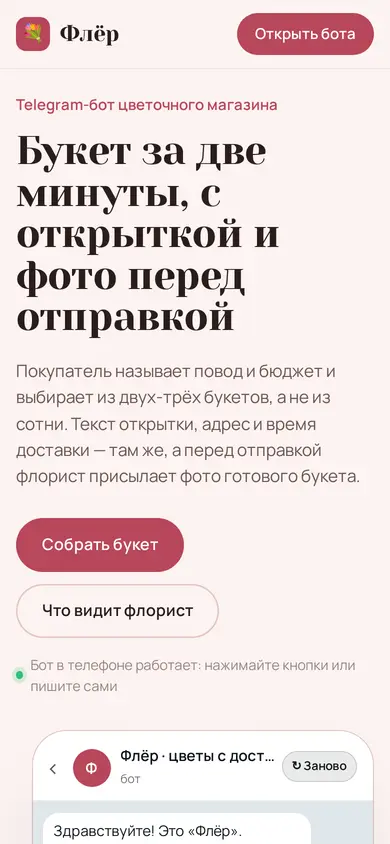 Флёр
Открыть бота
Telegram-бот цветочного магазина
Букет за две
минуты, с
открыткой и
фото перед
отправкой
Покупатель называет повод и бюджет и
выбирает из двух-трёх букетов, а не из
сотни. Текст открытки, адрес и время
доставки — там же, а перед отправкой
флорист присылает фото готового букета.
Собрать букет
Что видит флорист
Бот в телефоне работает: нажимайте кнопки или
пишите сами
Ф
Флёр · цветы с дост...
бот
↻ Заново
Здравствуйте! Это «Флёр».